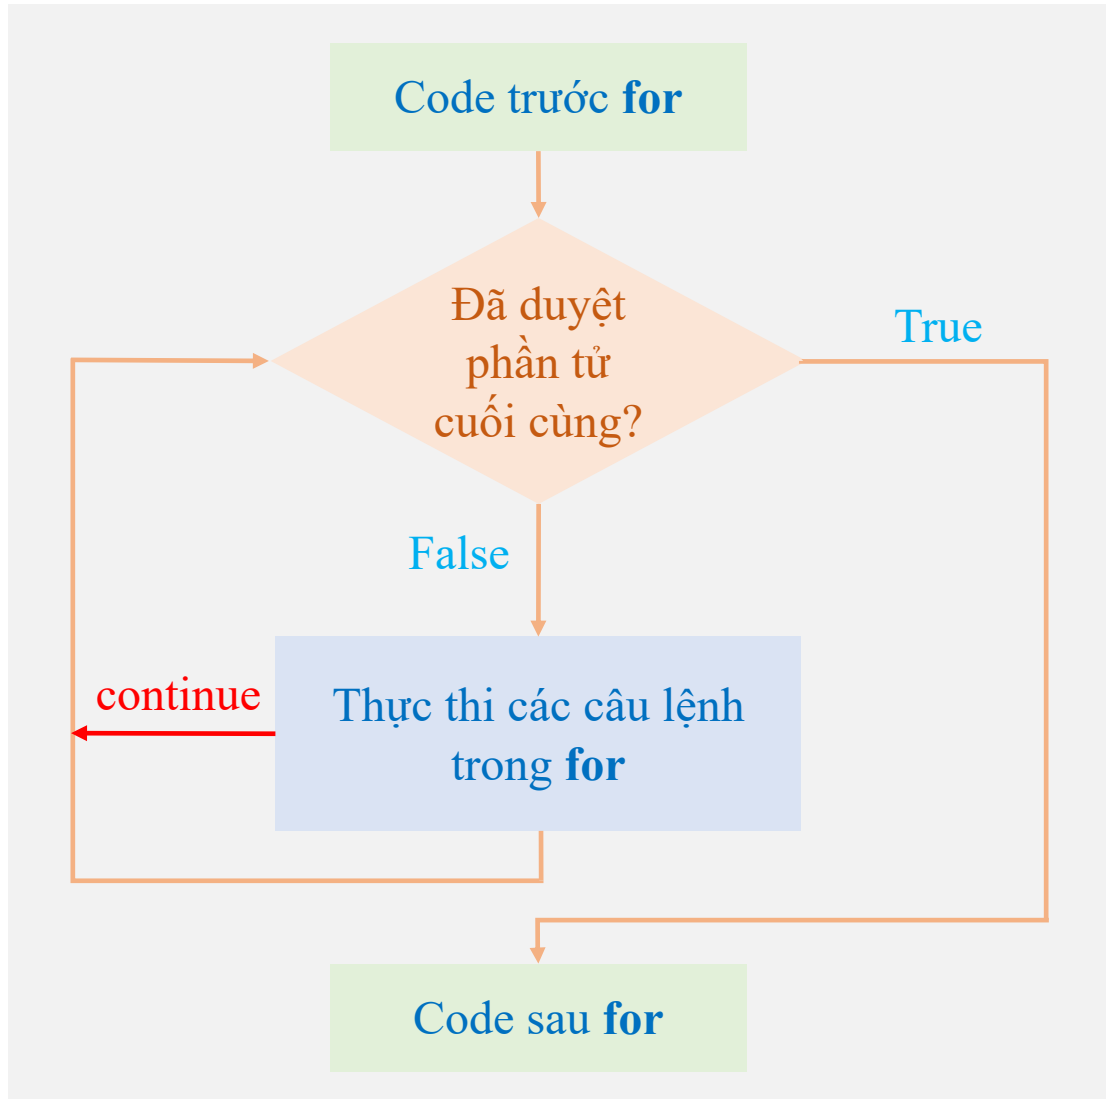 Code trước for
Đã duyệt
phần tử
cuối cùng?
True
False
continue
Thực thi các câu lệnh
trong for
Code sau for